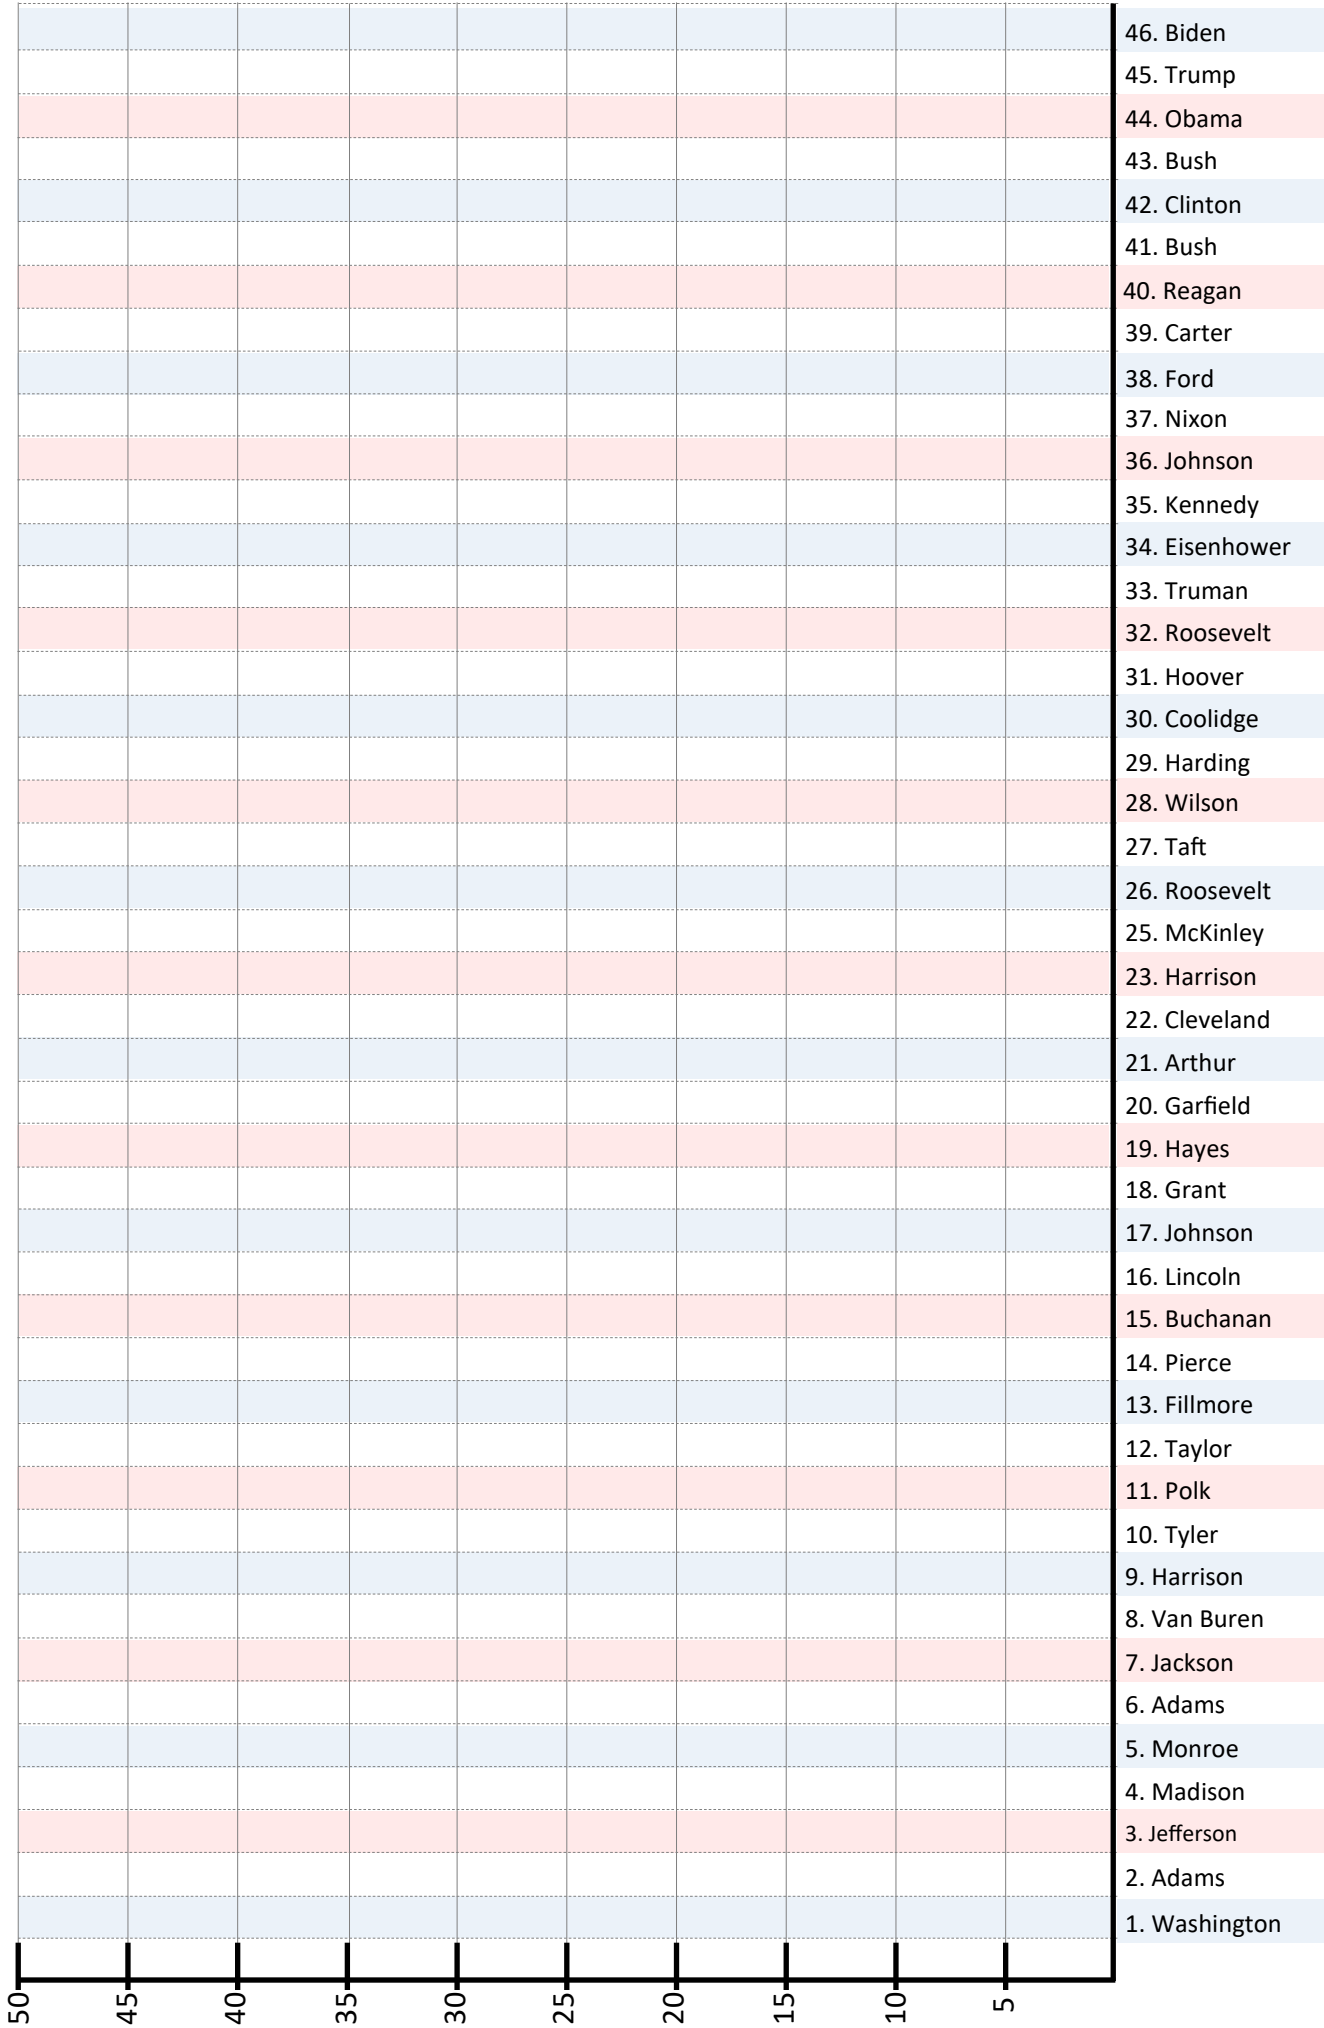 46. Biden
45. Trump
44. Obama
43. Bush
42. Clinton
41. Bush
40. Reagan
39. Carter
38. Ford
37. Nixon
36. Johnson
35. Kennedy
34. Eisenhower
33. Truman
32. Roosevelt
31. Hoover
30. Coolidge
29. Harding
28. Wilson
27. Taft
26. Roosevelt
25. McKinley
23. Harrison
22. Cleveland
21. Arthur
20. Garfield
19. Hayes
18. Grant
17. Johnson
16. Lincoln
15. Buchanan
14. Pierce
13. Fillmore
12. Taylor
11. Polk
10. Tyler
9. Harrison
8. Van Buren
7. Jackson
6. Adams
5. Monroe
4. Madison
3. Jefferson
2. Adams
1. Washington
50
45
40
35
30
25
20
15
10
5